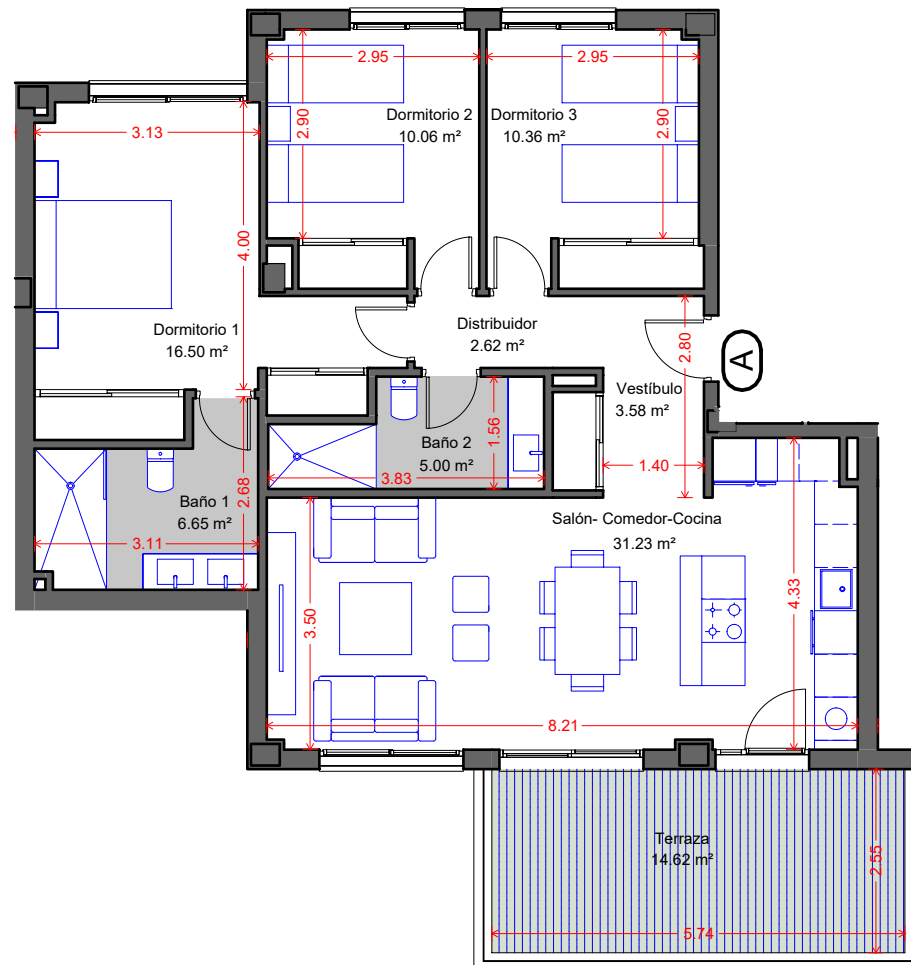 2.95
2.95
Dormitorio 2
10.06 m²
Dormitorio 3
10.36 m²
2.90
2.90
3.13
4.00
Dormitorio 1
16.50 m²
Distribuidor
2.62 m²
2.80
A
Vestíbulo
3.58 m²
Baño 2
5.00 m²
1.56
3.83
1.40
Baño 1
6.65 m²
2.68
3.11
Salón- Comedor-Cocina
31.23 m²
3.50
4.33
8.21
Terraza
14.62 m²
2.55
5.74